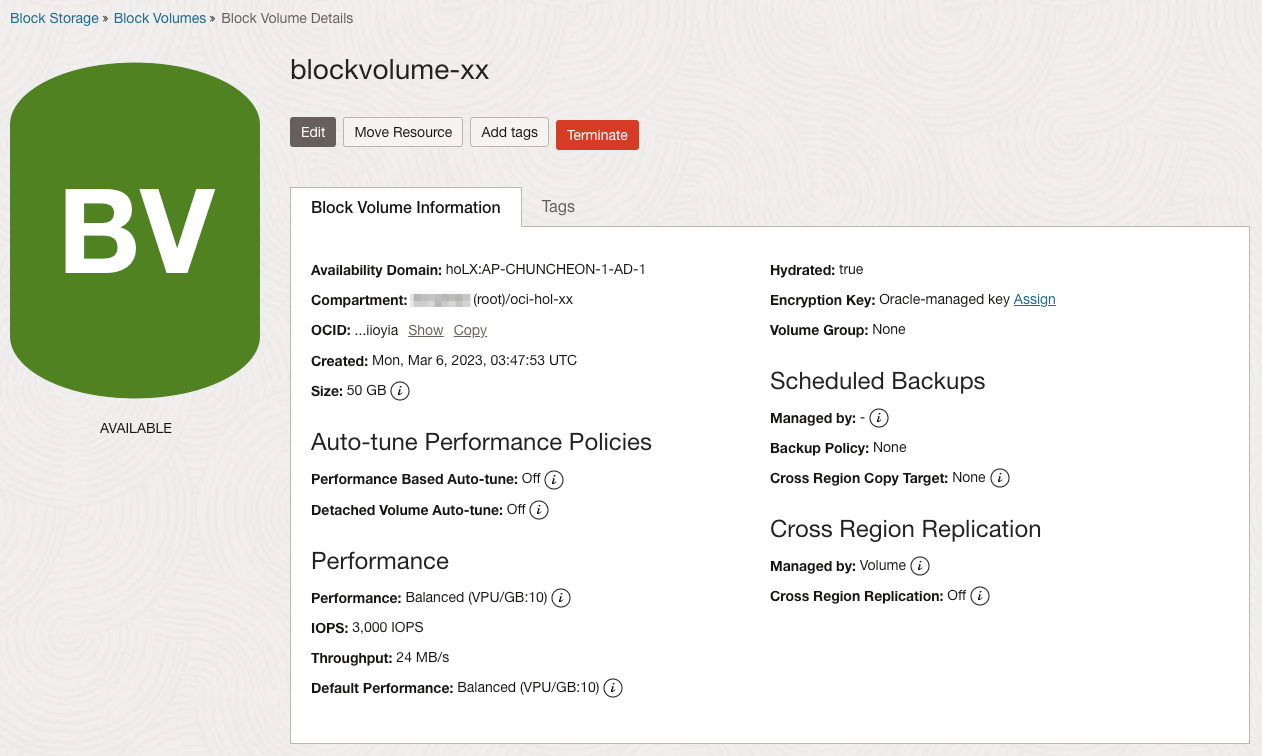 Block Storage » Block Volumes » Block Volume Details
BV
AVAILABLE
blockvolume-xx
Edit Move Resource Add tags Terminate
Block Volume Information Tags
Availability Domain: hoLX:AP-CHUNCHEON-1-AD-1
Compartment: (root)/oci-hol-xx
OCID: ...iioyia Show Copy
Created: Mon, Mar 6, 2023, 03:47:53 UTC
Size: 50 GB i
Auto-tune Performance Policies
Performance Based Auto-tune: Off i
Detached Volume Auto-tune: Off i
Performance
Performance: Balanced (VPU/GB:10) i
IOPS: 3,000 IOPS
Throughput: 24 MB/s
Default Performance: Balanced (VPU/GB:10) i
Hydrated: true
Encryption Key: Oracle-managed key Assign
Volume Group: None
Scheduled Backups
Managed by: - i
Backup Policy: None
Cross Region Copy Target: None i
Cross Region Replication
Managed by: Volume i
Cross Region Replication: Off i